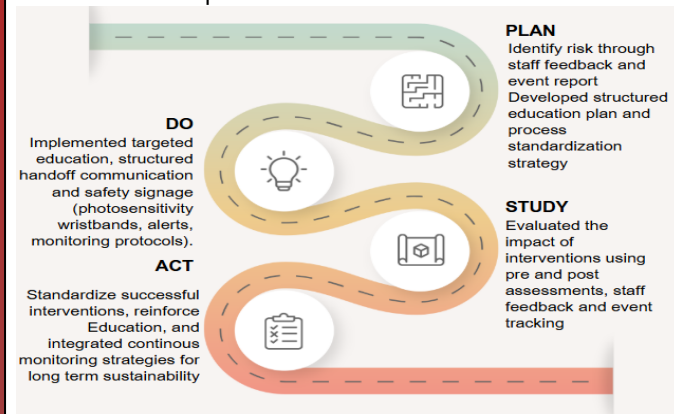 PLAN
Identify risk through
staff feedback and
event report
Developed structured
education plan and
process
standardization
strategy
DO
Implemented targeted
education, structured
handoff communication
and safety signage
(photosensitivity
wristbands, alerts,
monitoring protocols).
STUDY
Evaluated the
impact of
interventions using
pre and post
assessments, staff
feedback and event
tracking
ACT
Standardize successful
interventions, reinforce
Education, and
integrated continous
monitoring strategies for
long term sustainability